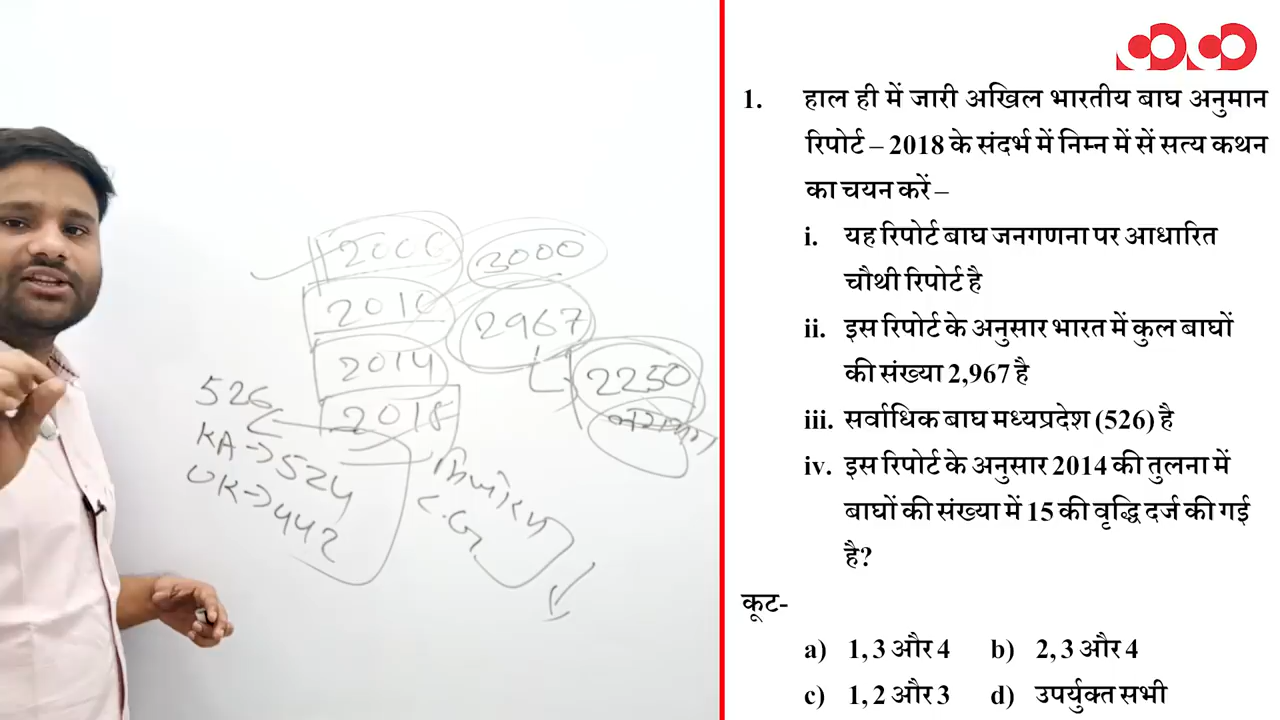 2006
3000
2010
2967
2014
2250
526
2018
KA→524
UK→442
C.G
1. हाल ही में जारी अखिल भारतीय बाघ अनुमान
रिपोर्ट – 2018 के संदर्भ में निम्न में सें सत्य कथन
का चयन करें –
i. यह रिपोर्ट बाघ जनगणना पर आधारित
चौथी रिपोर्ट है
ii. इस रिपोर्ट के अनुसार भारत में कुल बाघों
की संख्या 2,967 है
iii. सर्वाधिक बाघ मध्यप्रदेश (526) है
iv. इस रिपोर्ट के अनुसार 2014 की तुलना में
बाघों की संख्या में 15 की वृद्धि दर्ज की गई
है?
कूट-
a) 1, 3 और 4 b) 2, 3 और 4
c) 1, 2 और 3 d) उपर्युक्त सभी